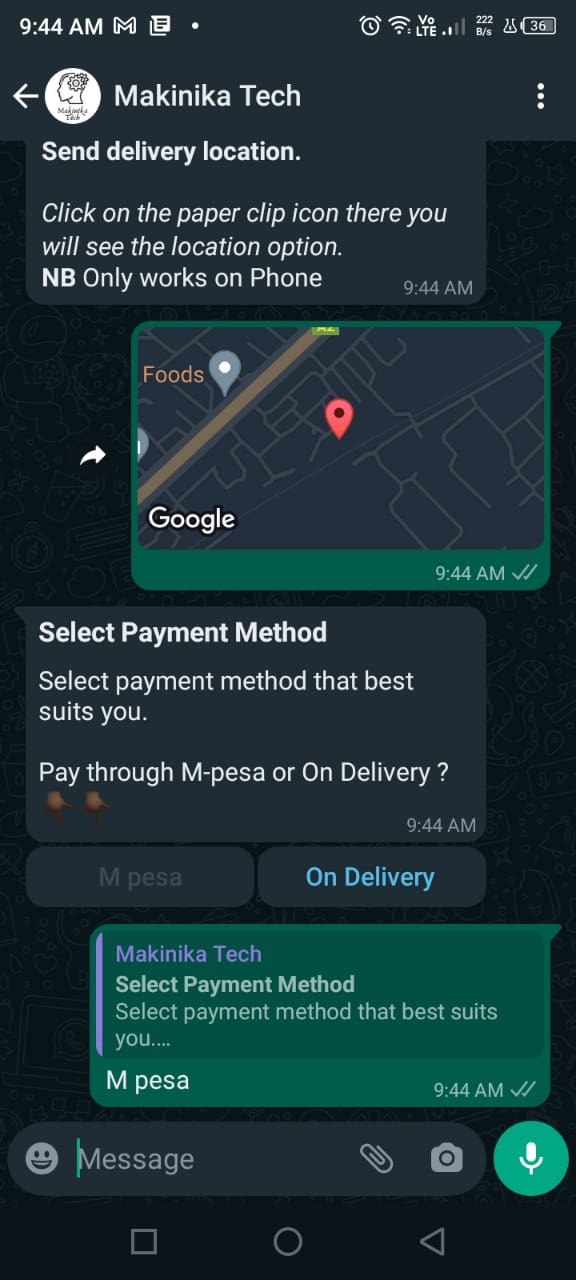 9:44 AM
Vo
LTE
222
B/s
36
Makinika
Tech
Makinika Tech
Send delivery location.
Click on the paper clip icon there you
will see the location option.
NB Only works on Phone
9:44 AM
A2
Foods
Google
9:44 AM
Select Payment Method
Select payment method that best
suits you.
Pay through M-pesa or On Delivery ?
9:44 AM
M pesa
On Delivery
Makinika Tech
Select Payment Method
Select payment method that best suits
you....
M pesa
9:44 AM
Message